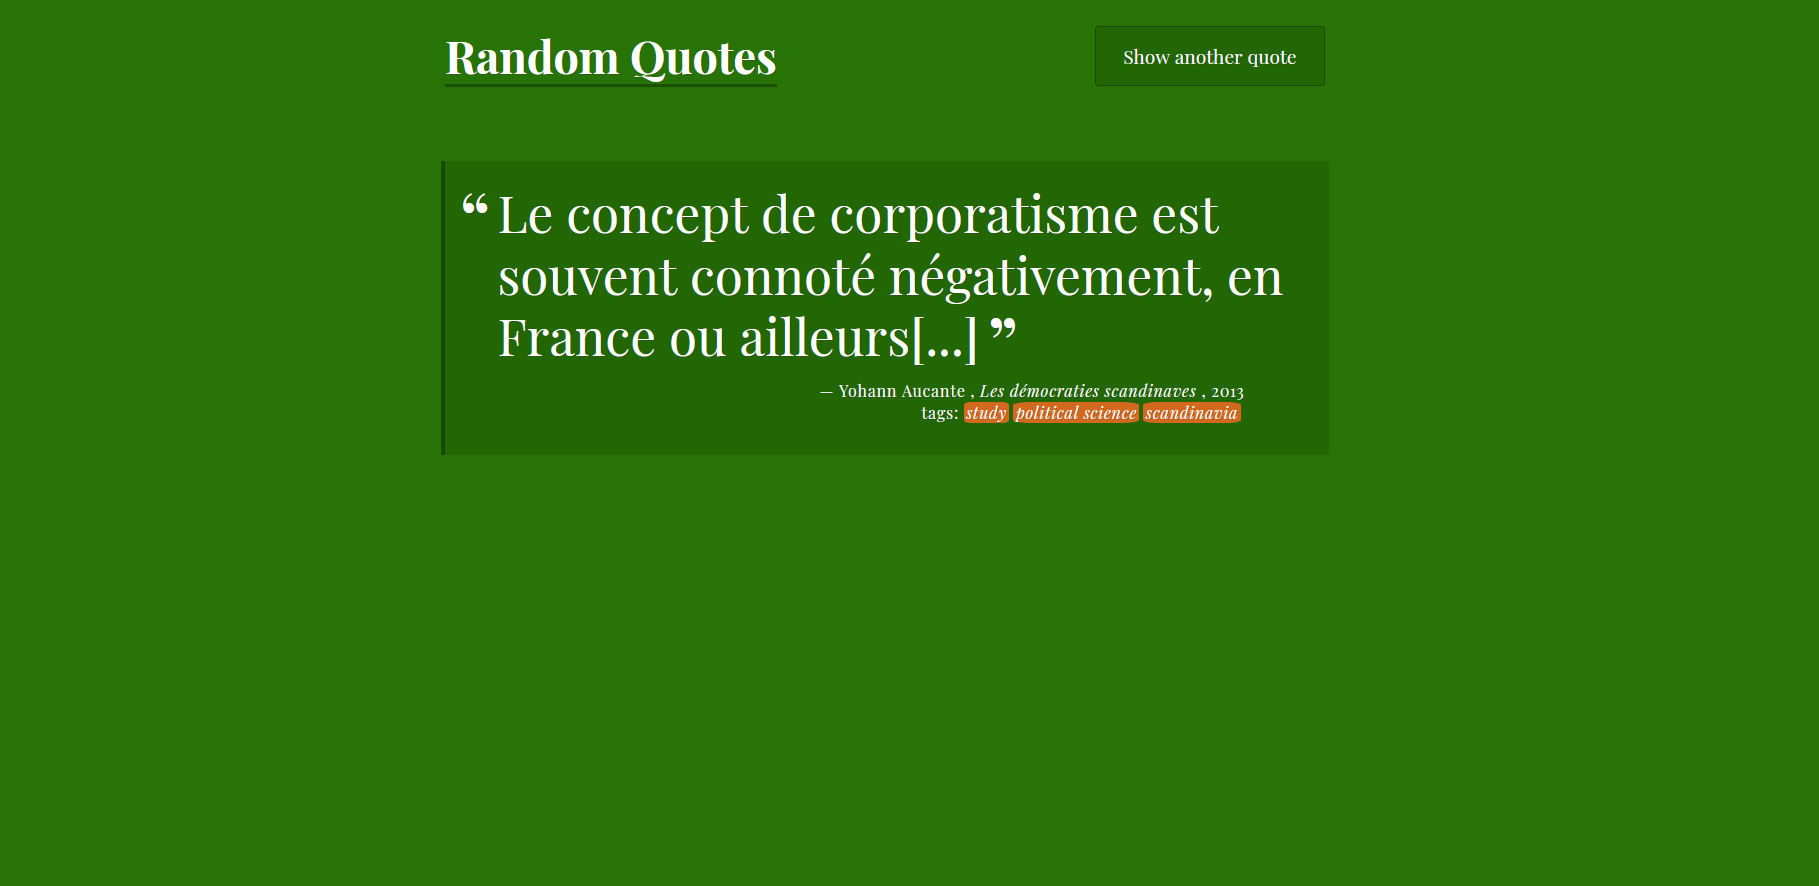 Random Quotes
Show another quote
“ Le concept de corporatisme est
souvent connoté négativement, en
France ou ailleurs[...] ”
— Yohann Aucante , Les démocraties scandinaves , 2013
tags: study political science scandinavia